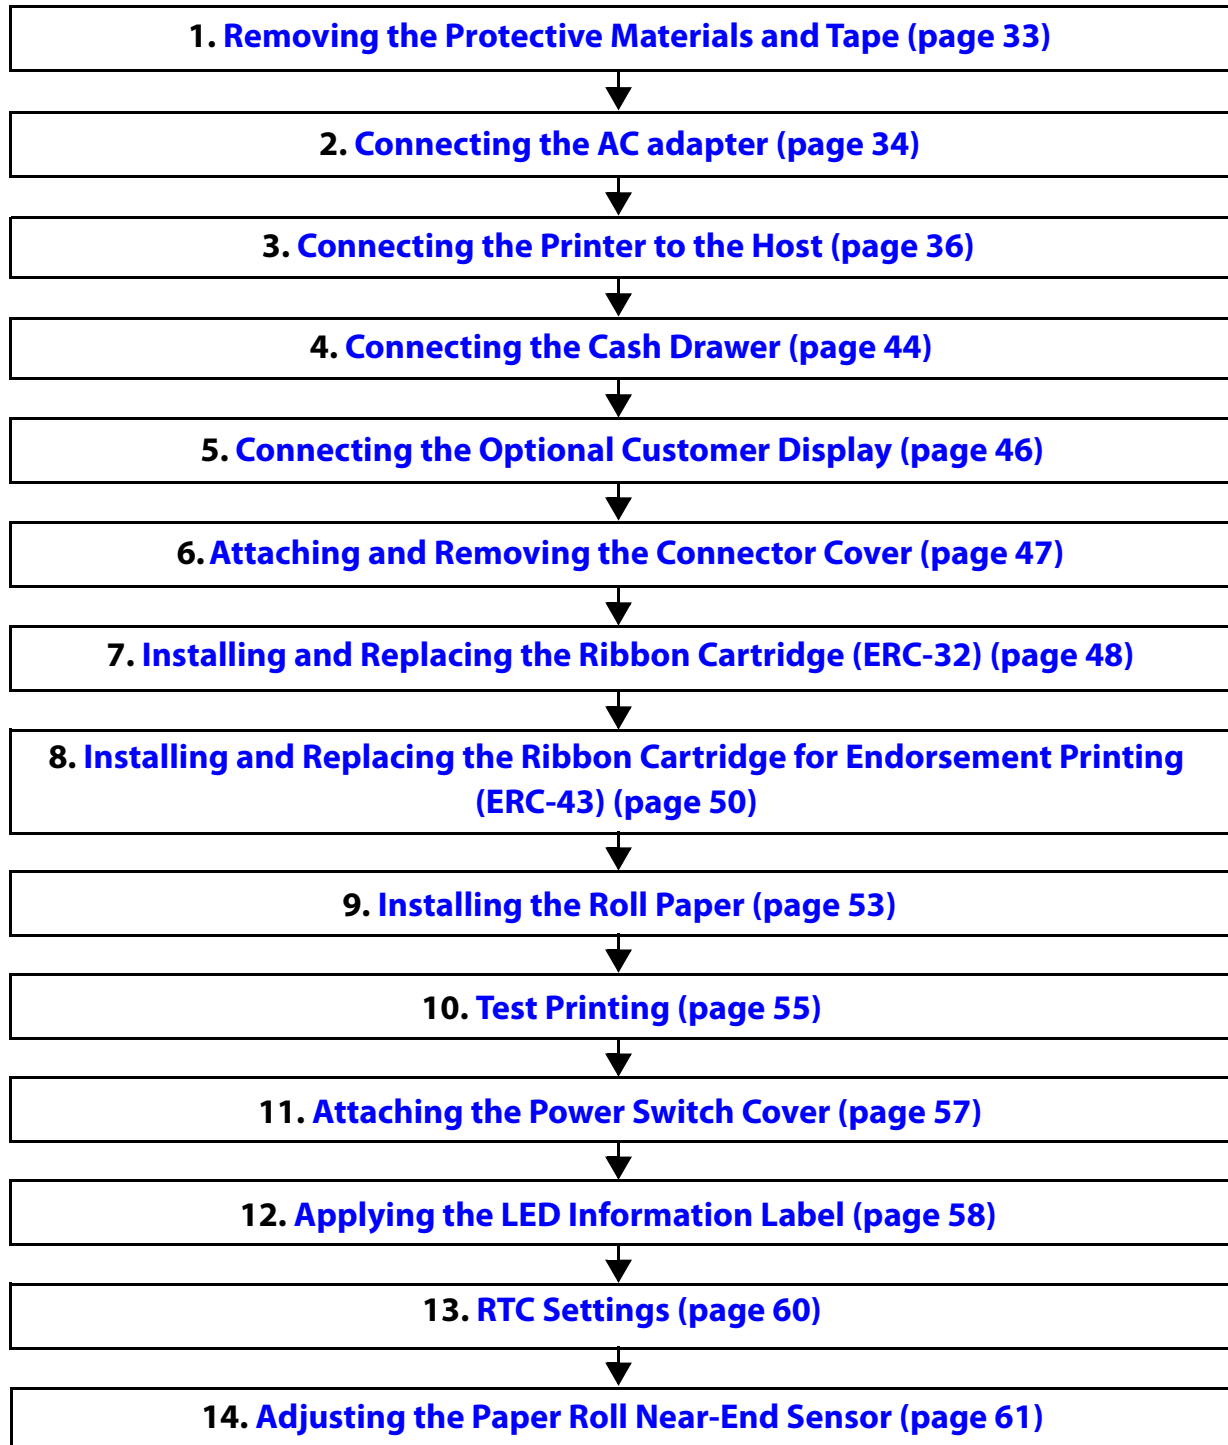 1. Removing the Protective Materials and Tape (page 33)
2. Connecting the AC adapter (page 34)
3. Connecting the Printer to the Host (page 36)
4. Connecting the Cash Drawer (page 44)
5. Connecting the Optional Customer Display (page 46)
6. Attaching and Removing the Connector Cover (page 47)
7. Installing and Replacing the Ribbon Cartridge (ERC-32) (page 48)
8. Installing and Replacing the Ribbon Cartridge for Endorsement Printing
(ERC-43) (page 50)
9. Installing the Roll Paper (page 53)
10. Test Printing (page 55)
11. Attaching the Power Switch Cover (page 57)
12. Applying the LED Information Label (page 58)
13. RTC Settings (page 60)
14. Adjusting the Paper Roll Near-End Sensor (page 61)